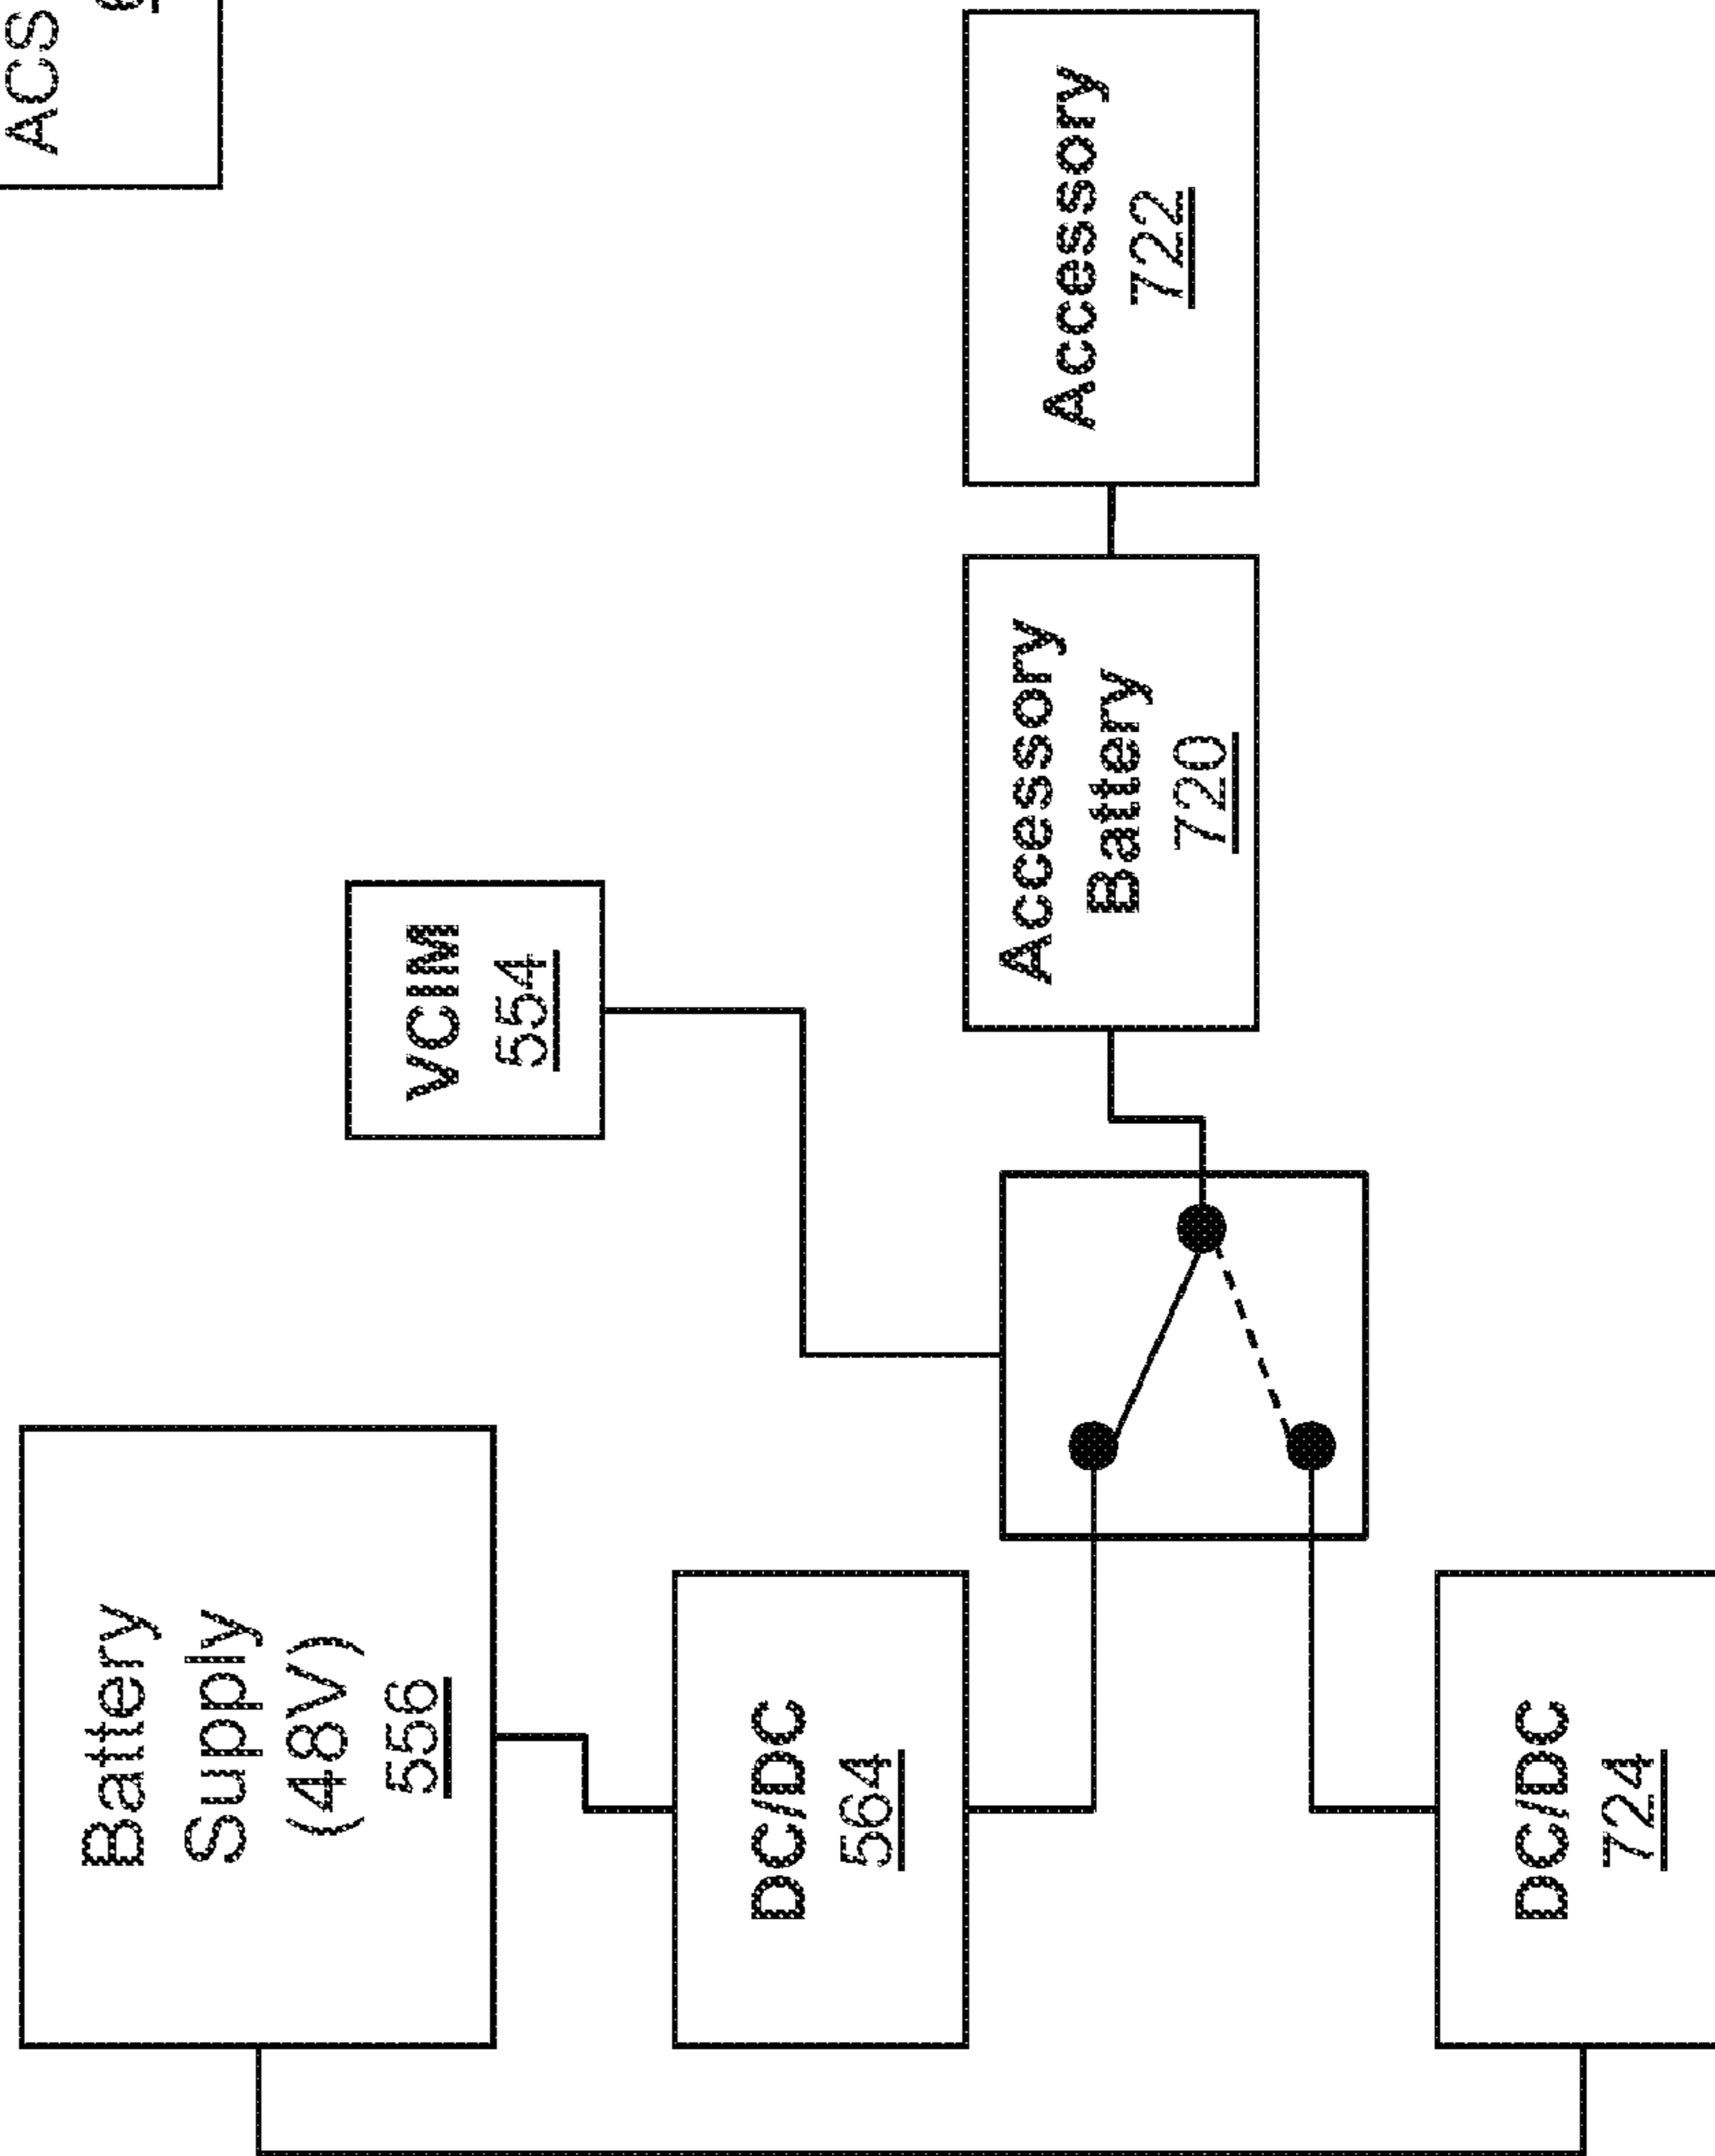 ACS
Battery
Supply
(48V)
556
VCIM
554
DC/DC
564
Accessory
Battery
720
Accessory
722
DC/DC
724